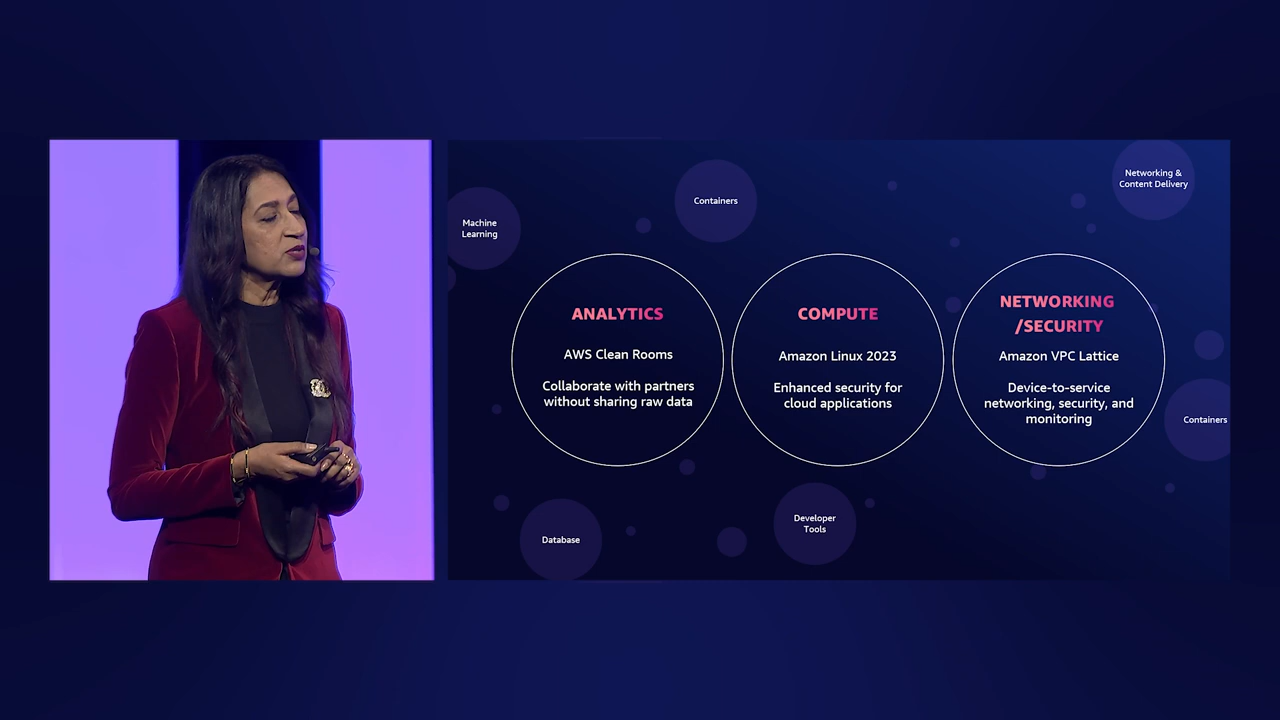 Networking &
Content Delivery
Containers
Machine
Learning
ANALYTICS
AWS Clean Rooms
Collaborate with partners
without sharing raw data
COMPUTE
Amazon Linux 2023
Enhanced security for
cloud applications
NETWORKING
/SECURITY
Amazon VPC Lattice
Device-to-service
networking, security, and
monitoring
Containers
Database
Developer
Tools